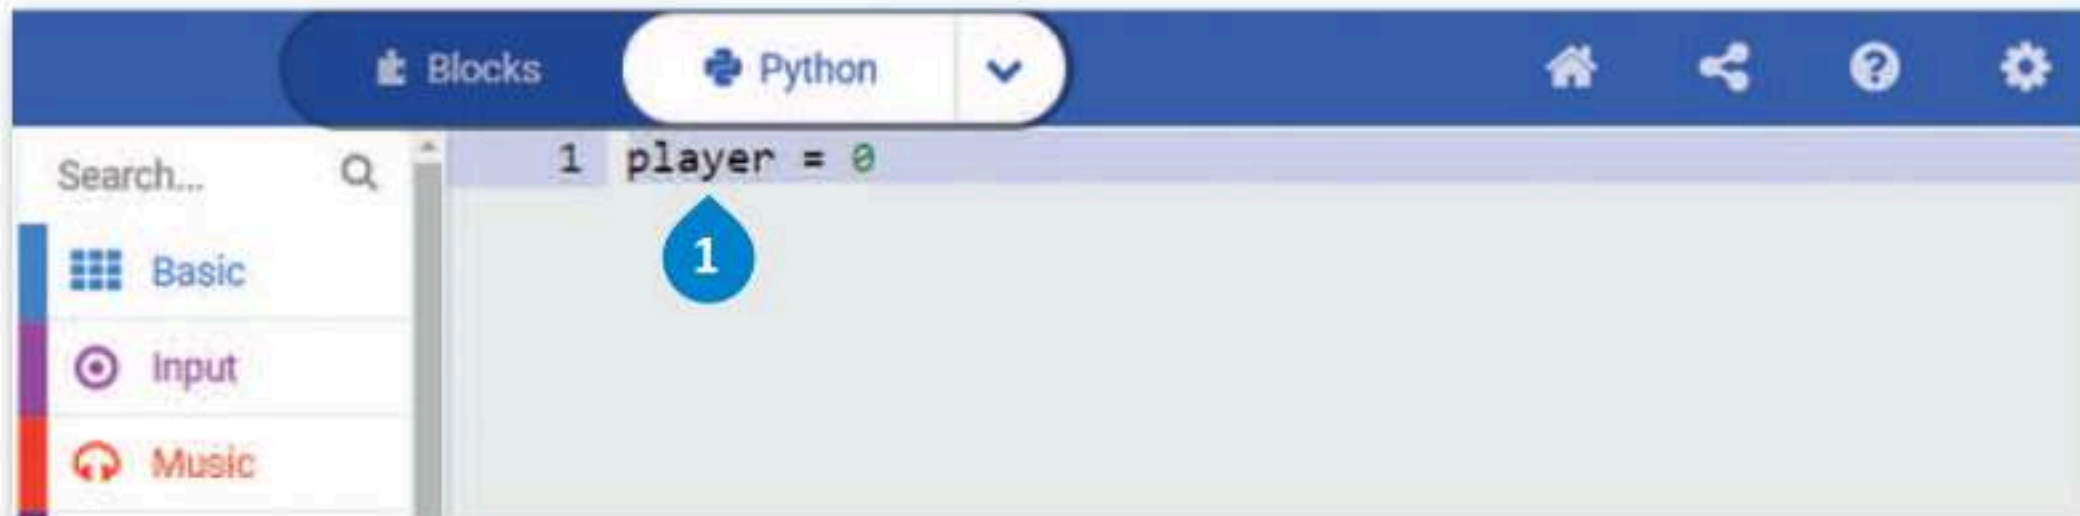 Blocks
Python
Search...
1 player = 0
1
Basic
Input
Music